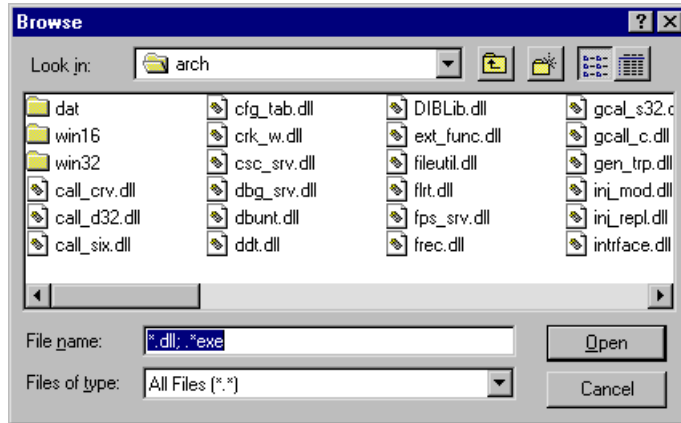 Browse
Look in: arch
dat cfg_tab.dll DIBLib.dll gcal_s32.d
win16 crk_w.dll ext_func.dll gcall_c.dll
win32 csc_srv.dll fileutil.dll gen_trp.dll
call_crv.dll dbg_srv.dll flrt.dll inj_mod.dll
call_d32.dll dbunt.dll fps_srv.dll inj_repl.dll
call_six.dll ddt.dll frec.dll intrface.dll
File name: *.dll; .*exe Open
Files of type: All Files (*.*) Cancel